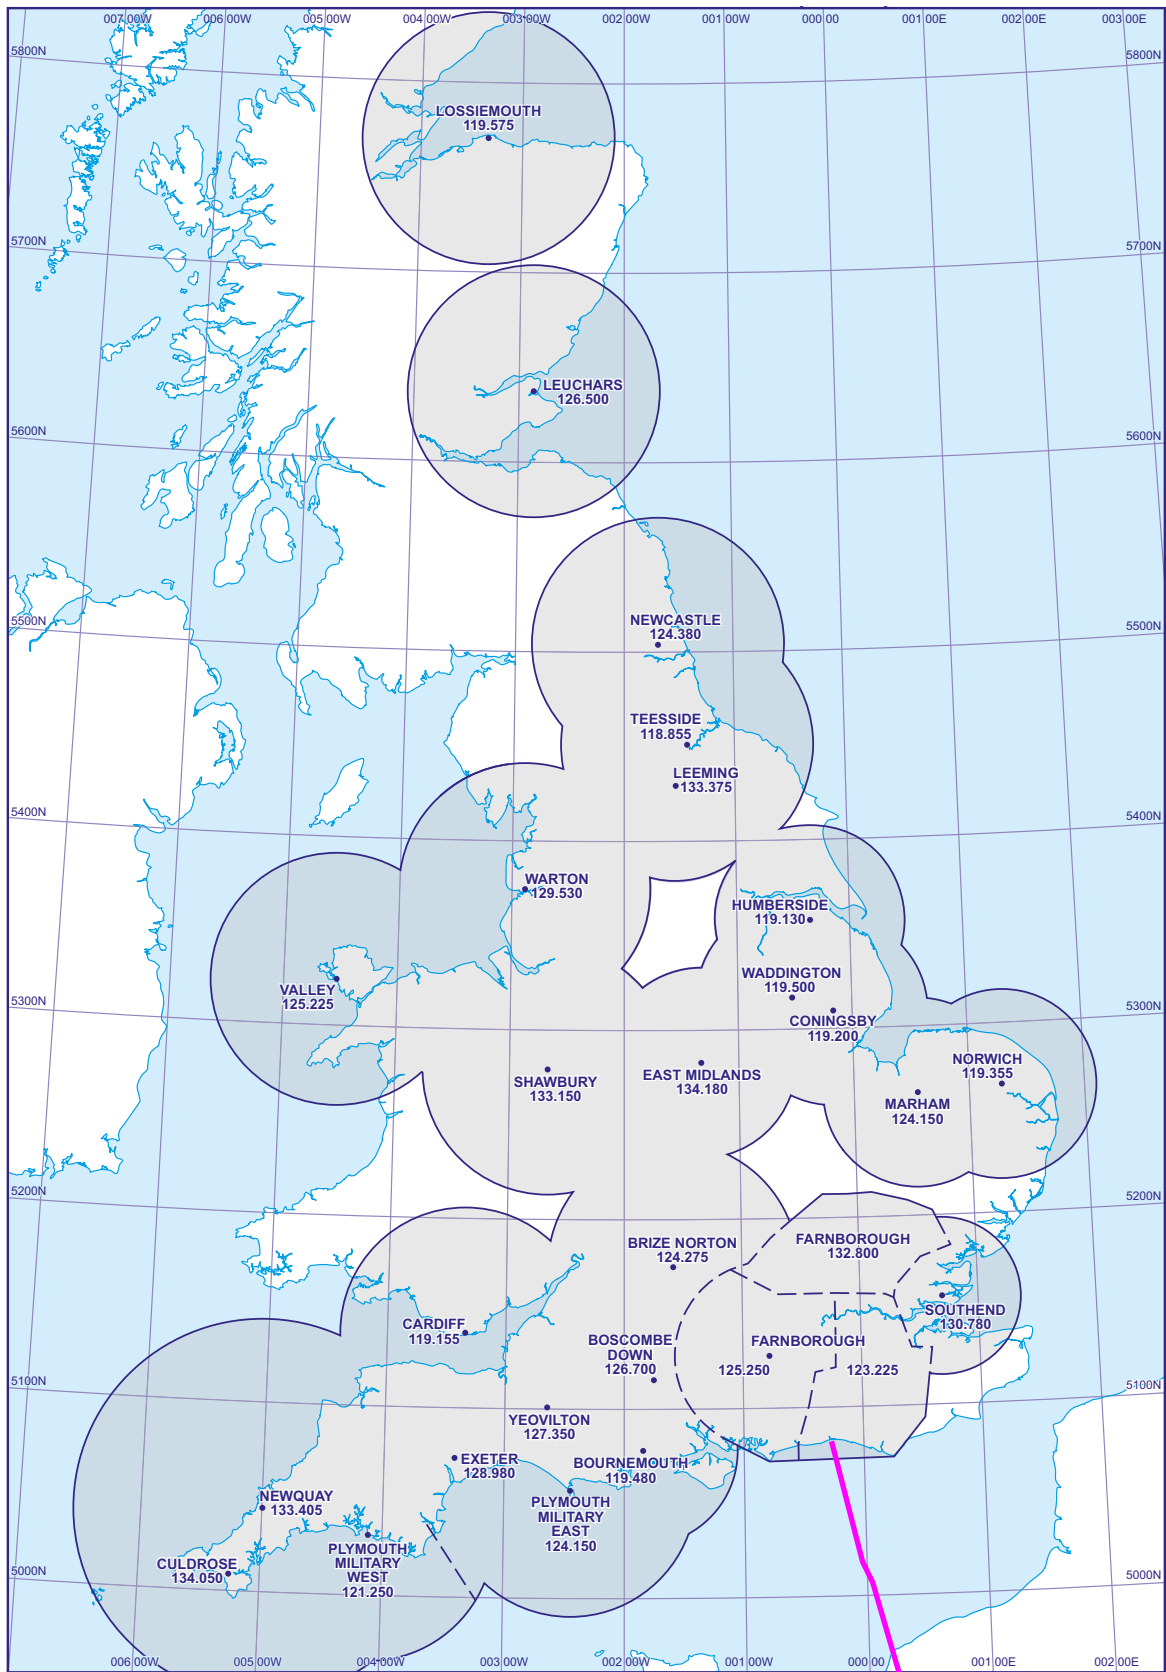 007 00W 006 00W 005 00W 004 00W 003 00W 002 00W 001 00W 000 00 001 00E 002 00E 003 00E
5800N 5800N
LOSSIEMOUTH
119.575
5700N 5700N
LEUCHARS
126.500
5600N 5600N
5500N 5500N
NEWCASTLE
124.380
TEESSIDE
118.855
LEEMING
133.375
5400N 5400N
WARTON
129.530
HUMBERSIDE
119.130
WADDINGTON
119.500
VALLEY
125.225
5300N 5300N
CONINGSBY
119.200
NORWICH
119.355
SHAWBURY
133.150
EAST MIDLANDS
134.180
MARHAM
124.150
5200N 5200N
BRIZE NORTON
124.275
FARNBOROUGH
132.800
SOUTHEND
130.780
CARDIFF
119.155
BOSCOMBE
DOWN
126.700
FARNBOROUGH
125.250 123.225
5100N 5100N
YEOVILTON
127.350
EXETER
128.980
BOURNEMOUTH
119.480
NEWQUAY
133.405
PLYMOUTH
MILITARY
EAST
124.150
PLYMOUTH
MILITARY
WEST
121.250
CULDROSE
134.050
5000N 5000N
006 00W 005 00W 004 00W 003 00W 002 00W 001 00W 000 00 001 00E 002 00E